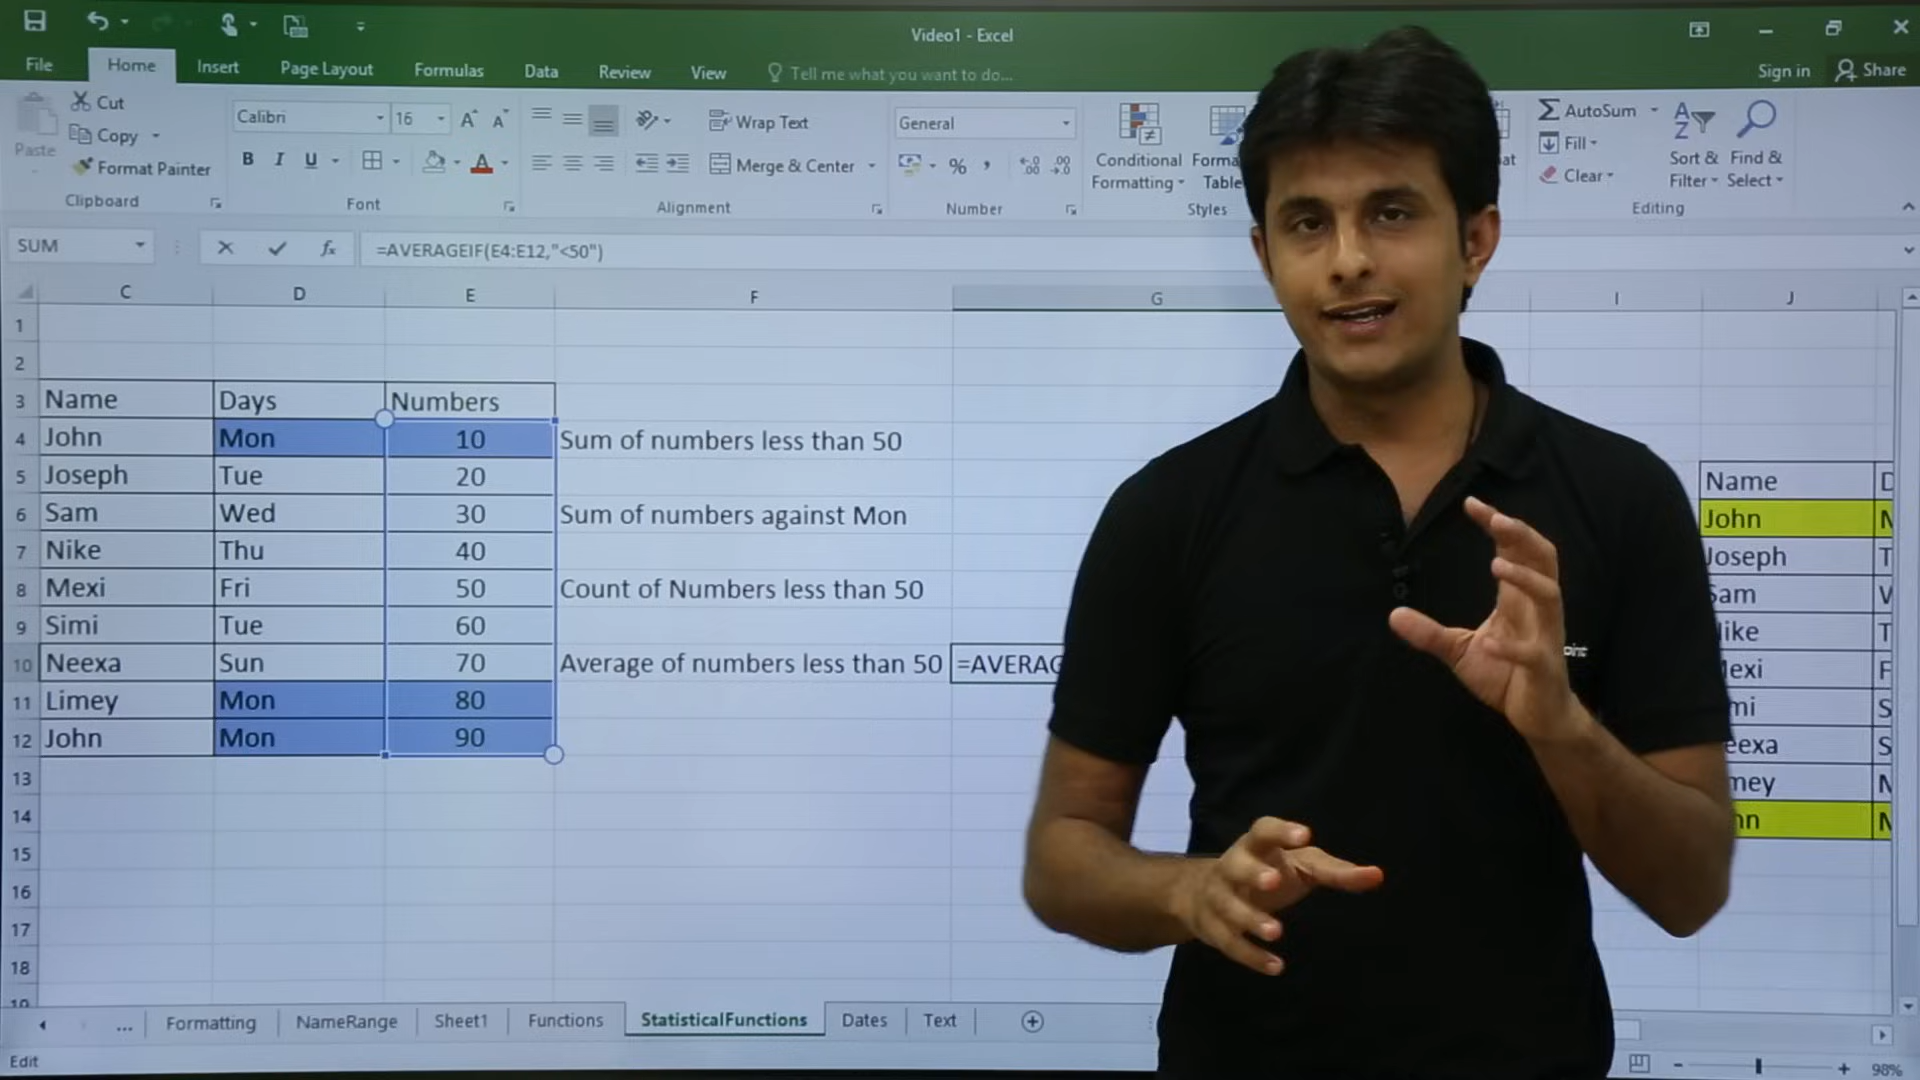 Video1 - Excel
File Home Insert Page Layout Formulas Data Review View Tell me what you want to do...
Sign in Share
Paste Cut Copy Format Painter
Calibri 16
B I U
Wrap Text
Merge & Center
General
%
Conditional Formatting
Table
AutoSum
Fill
Clear
Sort & Filter
Find & Select
Clipboard Font Alignment Number Styles Editing
SUM fx =AVERAGEIF(E4:E12,"<50")
C D E F G I J
1
2
3 Name Days Numbers
4 John Mon 10 Sum of numbers less than 50
5 Joseph Tue 20 Name
6 Sam Wed 30 Sum of numbers against Mon John
7 Nike Thu 40 Joseph
8 Mexi Fri 50 Count of Numbers less than 50
9 Simi Tue 60
10 Neexa Sun 70 Average of numbers less than 50
11 Limey Mon 80
12 John Mon 90
13
14
15
16
17
18
... Formatting NameRange Sheet1 Functions StatisticalFunctions Dates Text
Edit 98%